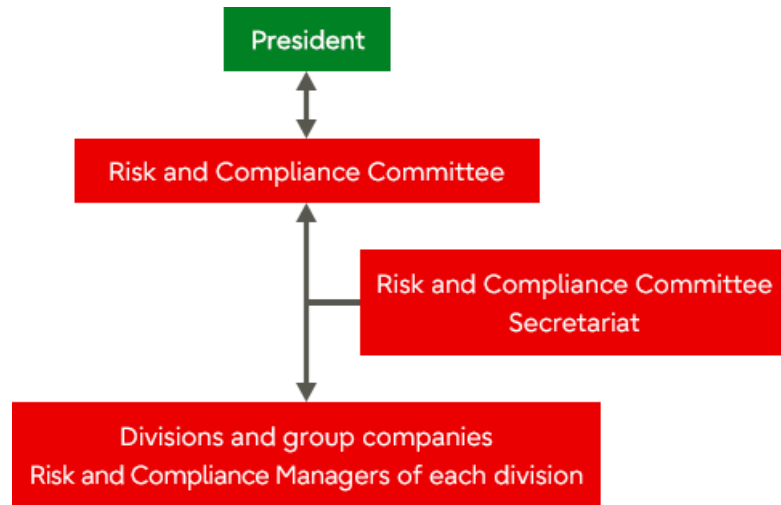 President
Risk and Compliance Committee
Risk and Compliance Committee
Secretariat
Divisions and group companies
Risk and Compliance Managers of each division